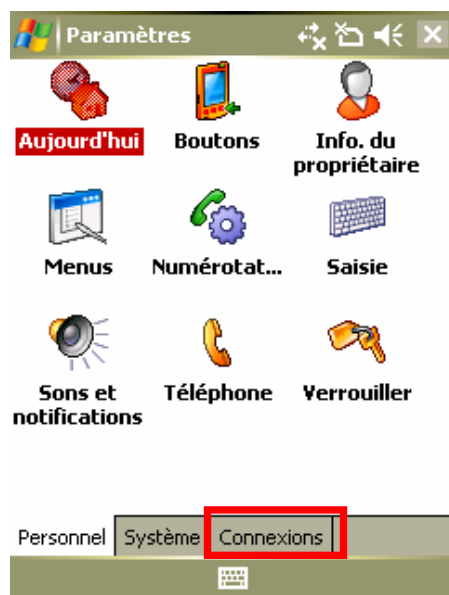 Paramètres
Aujourd'hui
Boutons
Info. du
propriétaire
Menus
Numérotat...
Saisie
Sons et
notifications
Téléphone
Verrouiller
Personnel
Système
Connexions